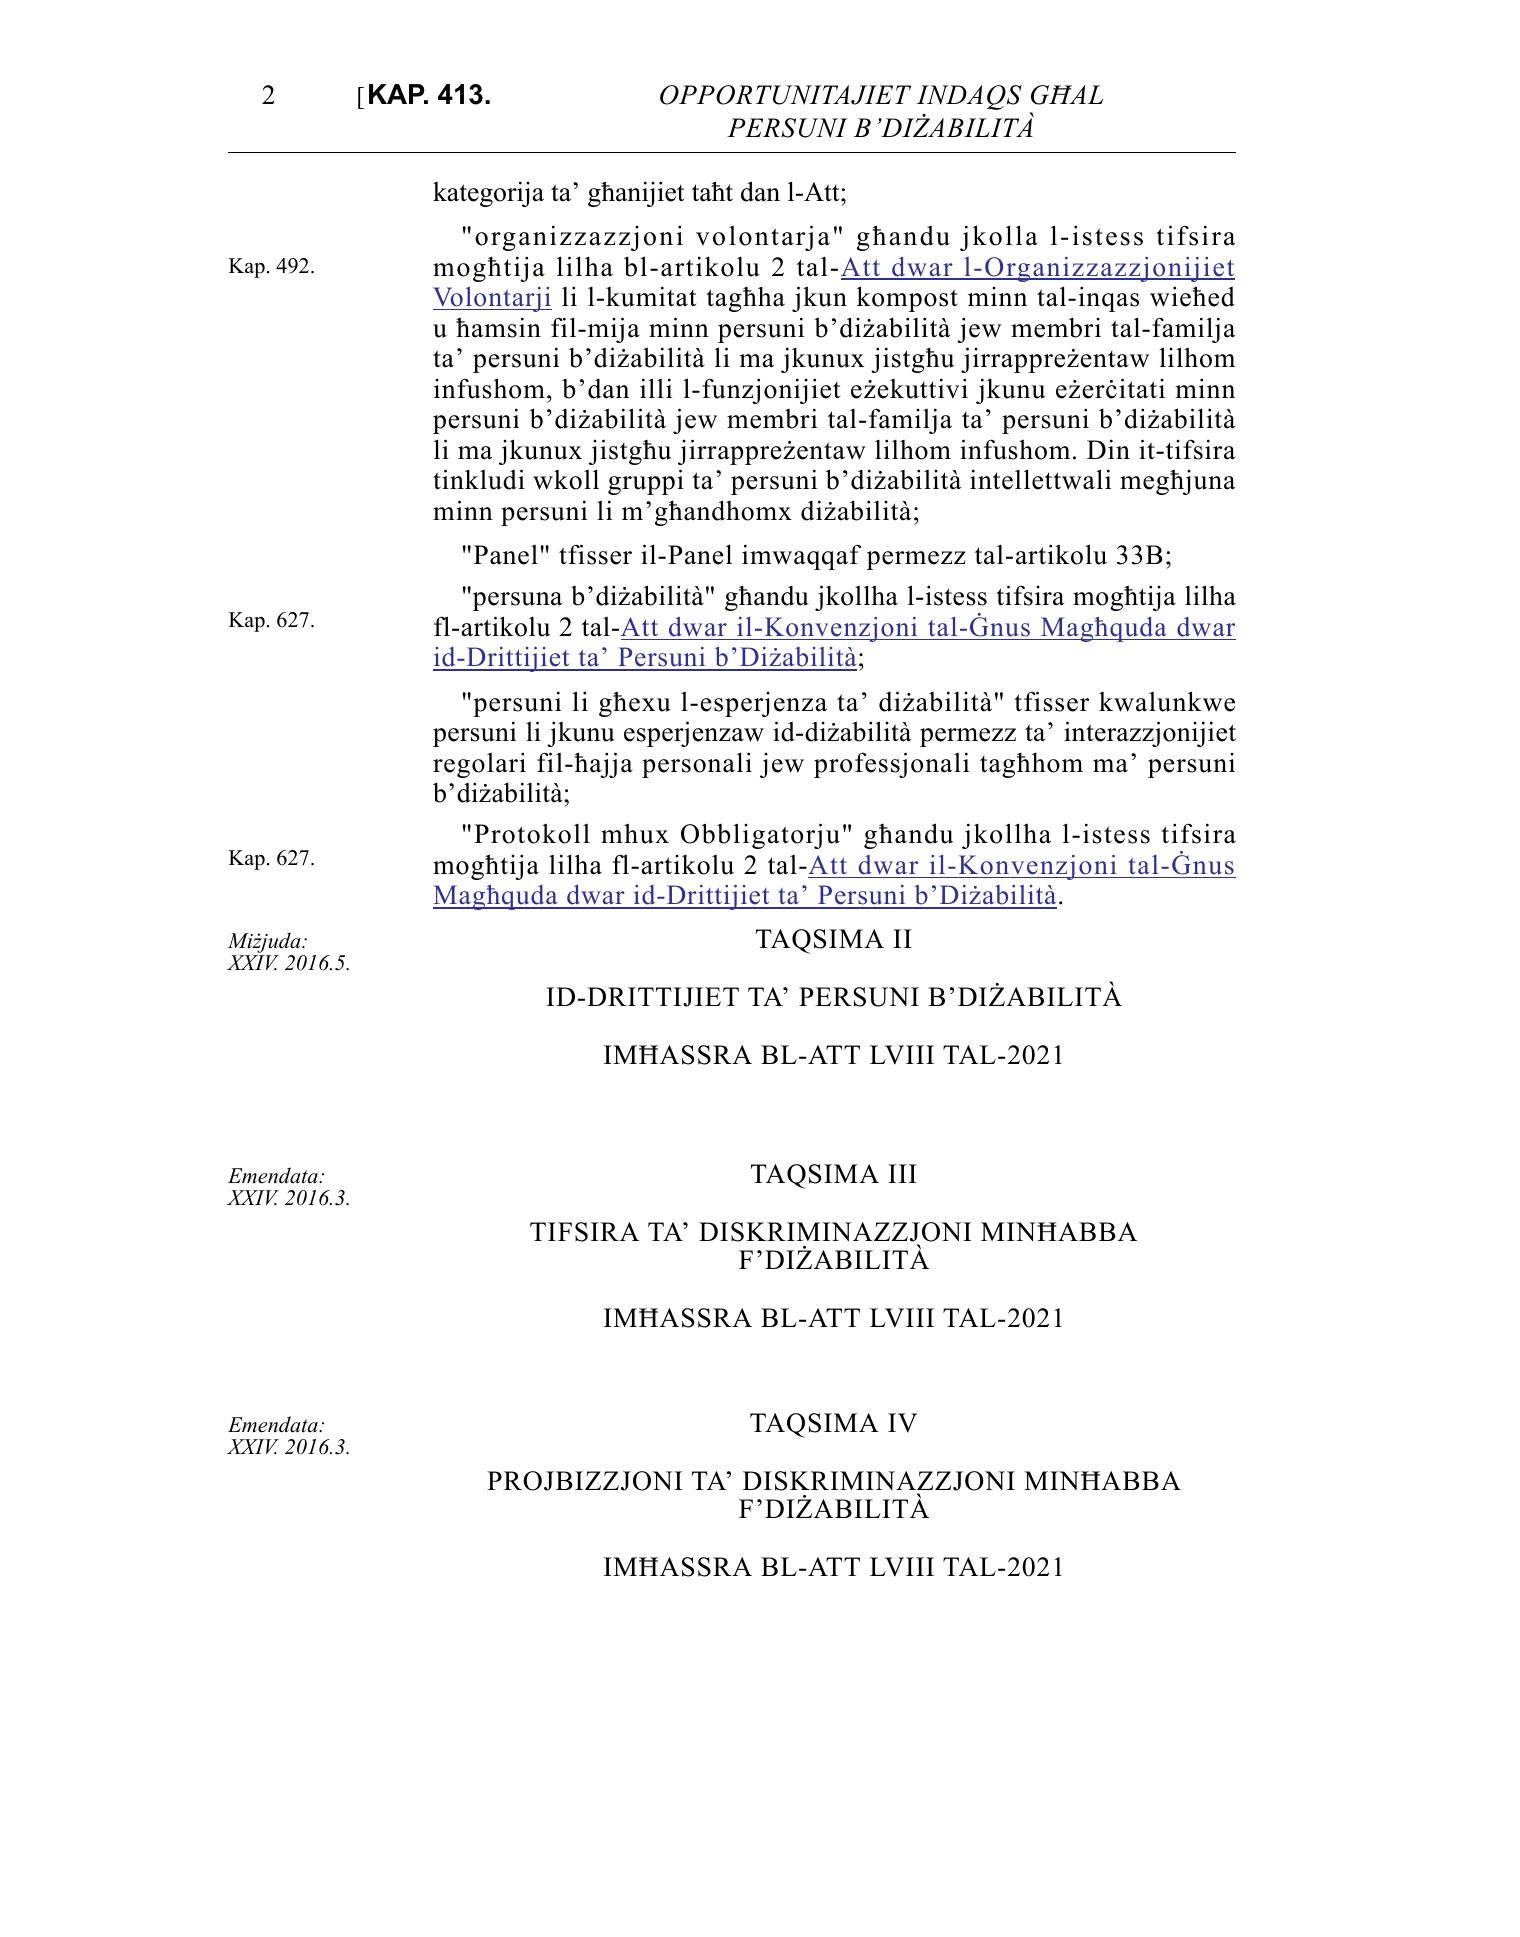 2 [KAP. 413. OPPORTUNITAJIET INDAQS GĦAL
PERSUNI B’DIŻABILITÀ
kategorija ta’ għanijiet taħt dan l-Att;
"organizzazzjoni volontarja" għandu jkolla l-istess tifsira
Kap. 492.
mogħtija lilha bl-artikolu 2 tal-Att dwar l-Organizzazzjonijiet
Volontarji li l-kumitat tagħha jkun kompost minn tal-inqas wieħed
u ħamsin fil-mija minn persuni b’diżabilità jew membri tal-familja
ta’ persuni b’diżabilità li ma jkunux jistgħu jirrappreżentaw lilhom
infushom, b’dan illi l-funzjonijiet eżekuttivi jkunu eżerċitati minn
persuni b’diżabilità jew membri tal-familja ta’ persuni b’diżabilità
li ma jkunux jistgħu jirrappreżentaw lilhom infushom. Din it-tifsira
tinkludi wkoll gruppi ta’ persuni b’diżabilità intellettwali megħjuna
minn persuni li m’għandhomx diżabilità;
"Panel" tfisser il-Panel imwaqqaf permezz tal-artikolu 33B;
"persuna b’diżabilità" għandu jkollha l-istess tifsira mogħtija lilha
Kap. 627.
fl-artikolu 2 tal-Att dwar il-Konvenzjoni tal-Ġnus Magħquda dwar
id-Drittijiet ta’ Persuni b’Diżabilità;
"persuni li għexu l-esperjenza ta’ diżabilità" tfisser kwalunkwe
persuni li jkunu esperjenzaw id-diżabilità permezz ta’ interazzjonijiet
regolari fil-ħajja personali jew professjonali tagħhom ma’ persuni
b’diżabilità;
"Protokoll mhux Obbligatorju" għandu jkollha l-istess tifsira
Kap. 627.
mogħtija lilha fl-artikolu 2 tal-Att dwar il-Konvenzjoni tal-Ġnus
Magħquda dwar id-Drittijiet ta’ Persuni b’Diżabilità.
Miżjuda:
XXIV. 2016.5.
TAQSIMA II
ID-DRITTIJIET TA’ PERSUNI B’DIŻABILITÀ
IMĦASSRA BL-ATT LVIII TAL-2021
Emendata:
XXIV. 2016.3.
TAQSIMA III
TIFSIRA TA’ DISKRIMINAZZJONI MINĦABBA
F’DIŻABILITÀ
IMĦASSRA BL-ATT LVIII TAL-2021
Emendata:
XXIV. 2016.3.
TAQSIMA IV
PROJBIZZJONI TA’ DISKRIMINAZZJONI MINĦABBA
F’DIŻABILITÀ
IMĦASSRA BL-ATT LVIII TAL-2021